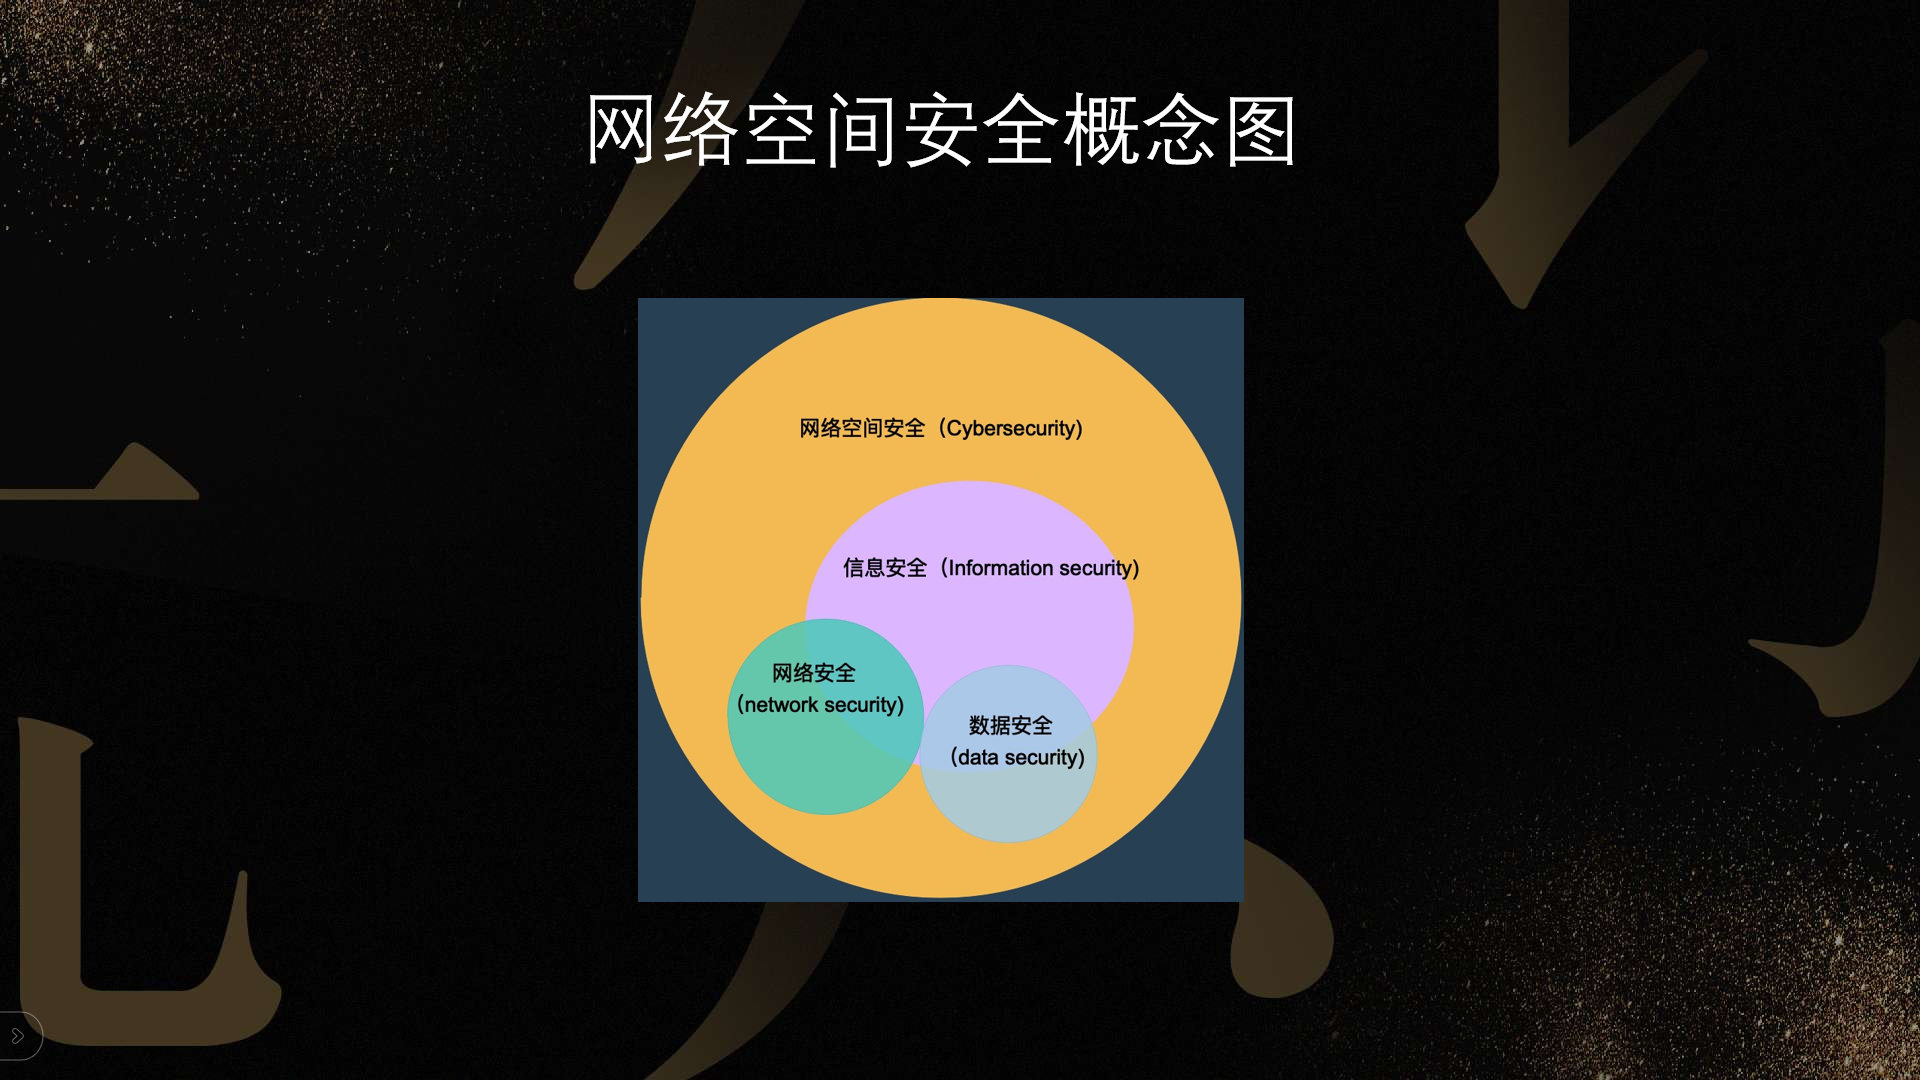 网络空间安全概念图
网络空间安全（Cybersecurity)
信息安全（Information security)
网络安全
（network security)
数据安全
（data security)